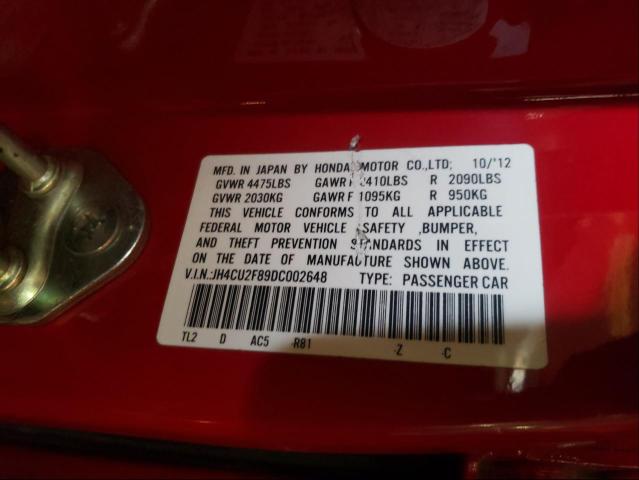 MFD. IN JAPAN BY HONDA MOTOR CO.,LTD; 10/'12
GVWR 4475LBS GAWR F 2410LBS R 2090LBS
GVWR 2030KG GAWR F 1095KG R 950KG
THIS VEHICLE CONFORMS TO ALL APPLICABLE
FEDERAL MOTOR VEHICLE SAFETY ,BUMPER,
AND THEFT PREVENTION STANDARDS IN EFFECT
ON THE DATE OF MANUFACTURE SHOWN ABOVE.
V.I.N.:JH4CU2F89DC002648 TYPE: PASSENGER CAR
TL2 D AC5 R81 -Z -C